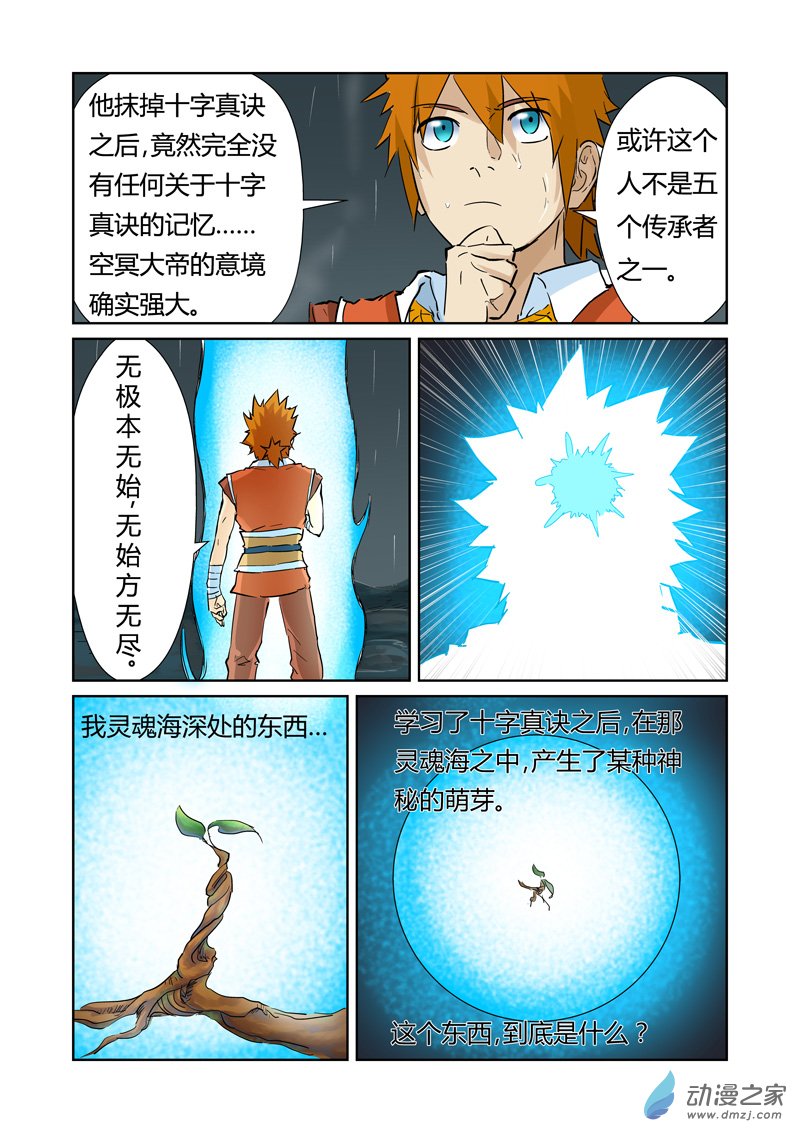 他抹掉十字真诀
之后，竟然完全没
有任何关于十字
真诀的记忆……
空冥大帝的意境
确实强大。
或许这个
人不是五
个传承者
之一。
无极本无始，无始方无尽。
我灵魂海深处的东西…
学习了十字真诀之后，在那
灵魂海之中，产生了某种神
秘的萌芽。
这个东西，到底是什么？
动漫之家
www.dmzj.com